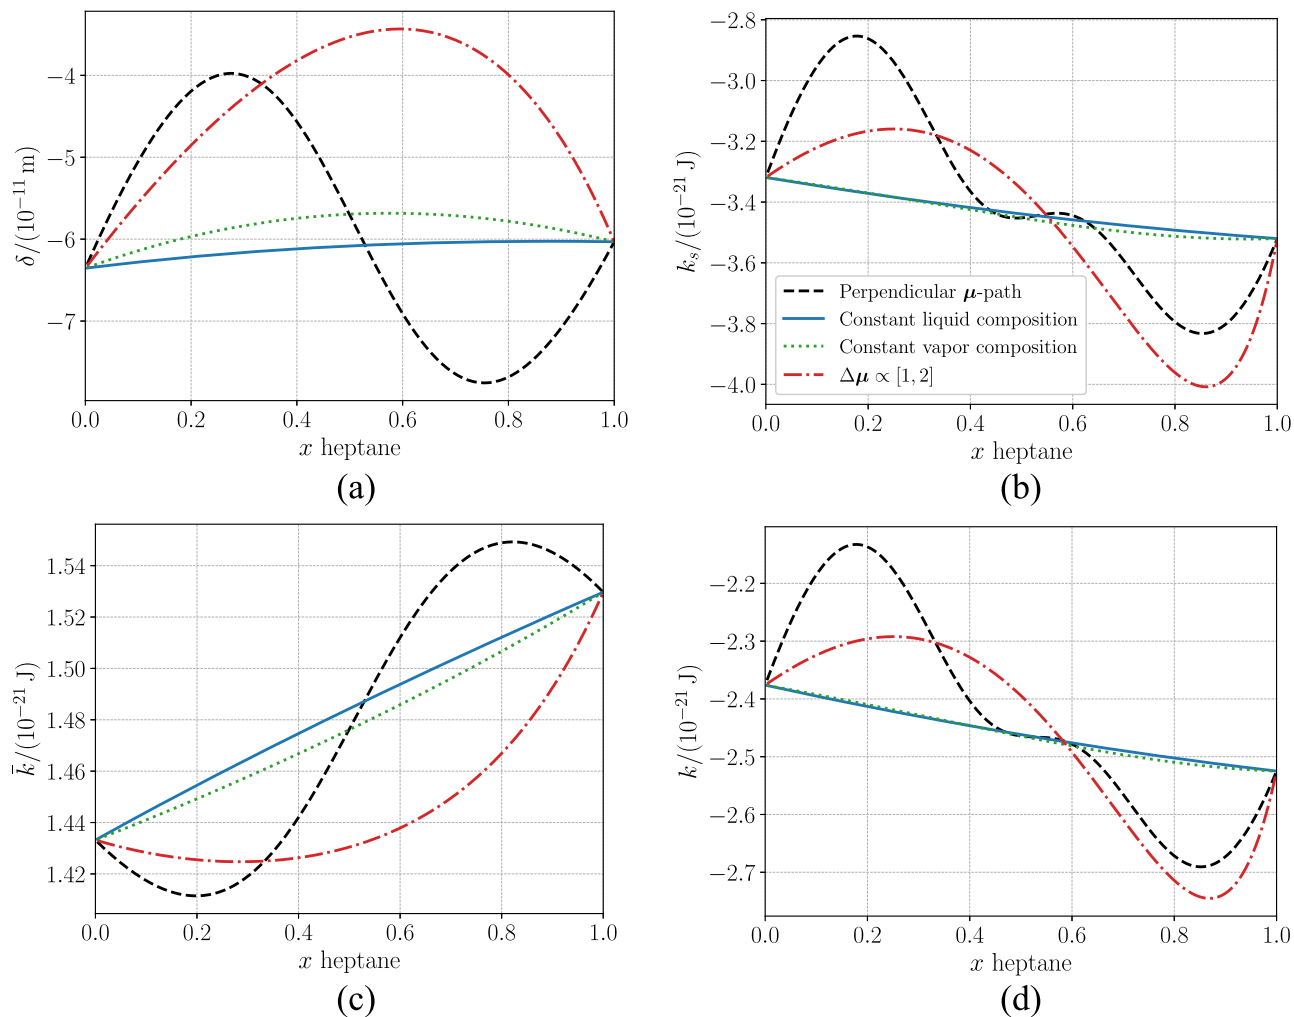 −4
−5
−6
−7
δ/(10⁻¹¹ m)
0.0 0.2 0.4 0.6 0.8 1.0
x heptane
(a)
−2.8
−3.0
−3.2
−3.4
−3.6
−3.8
−4.0
kₛ/(10⁻²¹ J)
Perpendicular μ-path
Constant liquid composition
Constant vapor composition
Δμ ∝ [1, 2]
0.0 0.2 0.4 0.6 0.8 1.0
x heptane
(b)
1.54
1.52
1.50
1.48
1.46
1.44
1.42
k̄/(10⁻²¹ J)
0.0 0.2 0.4 0.6 0.8 1.0
x heptane
(c)
−2.2
−2.3
−2.4
−2.5
−2.6
−2.7
k/(10⁻²¹ J)
0.0 0.2 0.4 0.6 0.8 1.0
x heptane
(d)